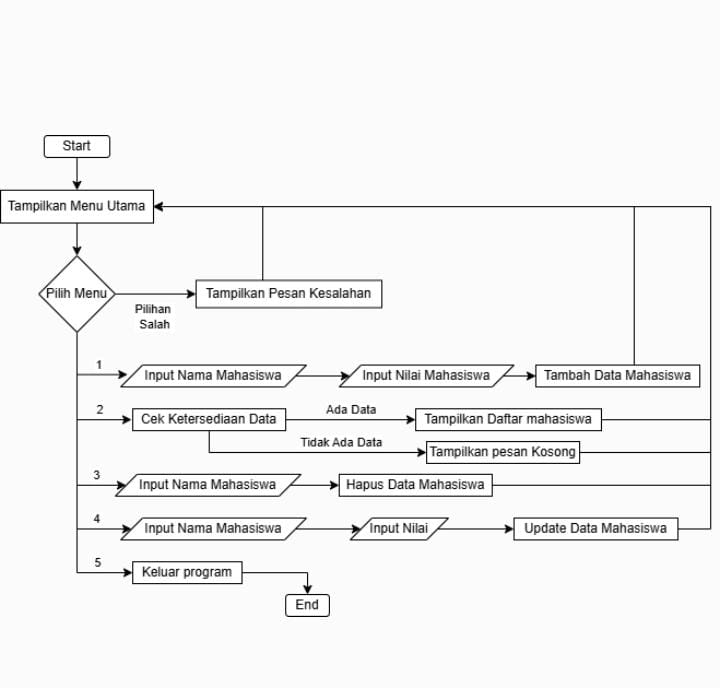 Start
Tampilkan Menu Utama
Pilih Menu
Pilihan
Salah
Tampilkan Pesan Kesalahan
1
Input Nama Mahasiswa
Input Nilai Mahasiswa
Tambah Data Mahasiswa
2
Cek Ketersediaan Data
Ada Data
Tampilkan Daftar mahasiswa
Tidak Ada Data
Tampilkan pesan Kosong
3
Input Nama Mahasiswa
Hapus Data Mahasiswa
4
Input Nama Mahasiswa
Input Nilai
Update Data Mahasiswa
5
Keluar program
End